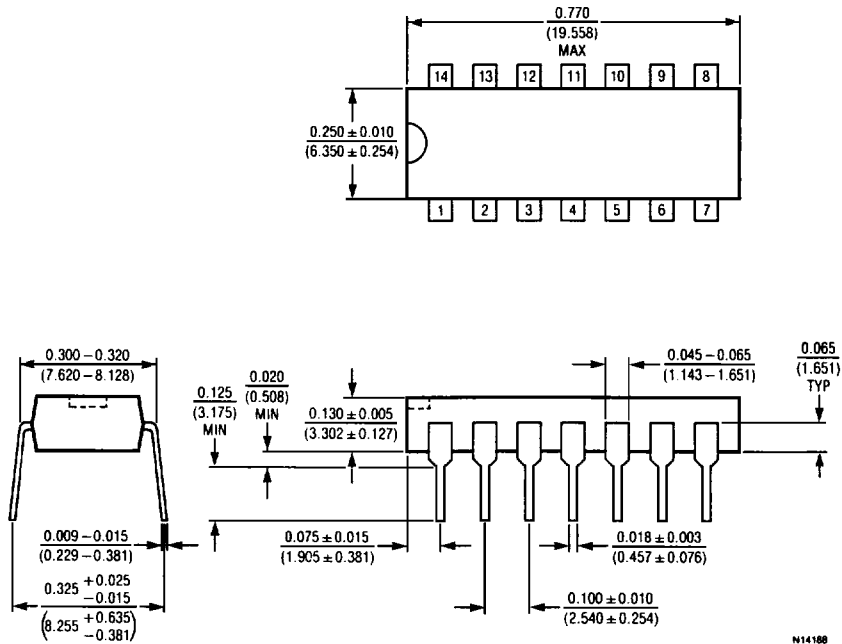 0.770
(19.558)
MAX
14 13 12 11 10 9 8
0.250 ± 0.010
(6.350 ± 0.254)
1 2 3 4 5 6 7
0.300 – 0.320
(7.620 – 8.128)
0.125
(3.175)
MIN
0.020
(0.508)
MIN
0.130 ± 0.005
(3.302 ± 0.127)
0.045 – 0.065
(1.143 – 1.651)
0.065
(1.651)
TYP
0.009 – 0.015
(0.229 – 0.381)
0.325 +0.025
-0.015
(8.255 +0.635
-0.381)
0.075 ± 0.015
(1.905 ± 0.381)
0.018 ± 0.003
(0.457 ± 0.076)
0.100 ± 0.010
(2.540 ± 0.254)
N14188